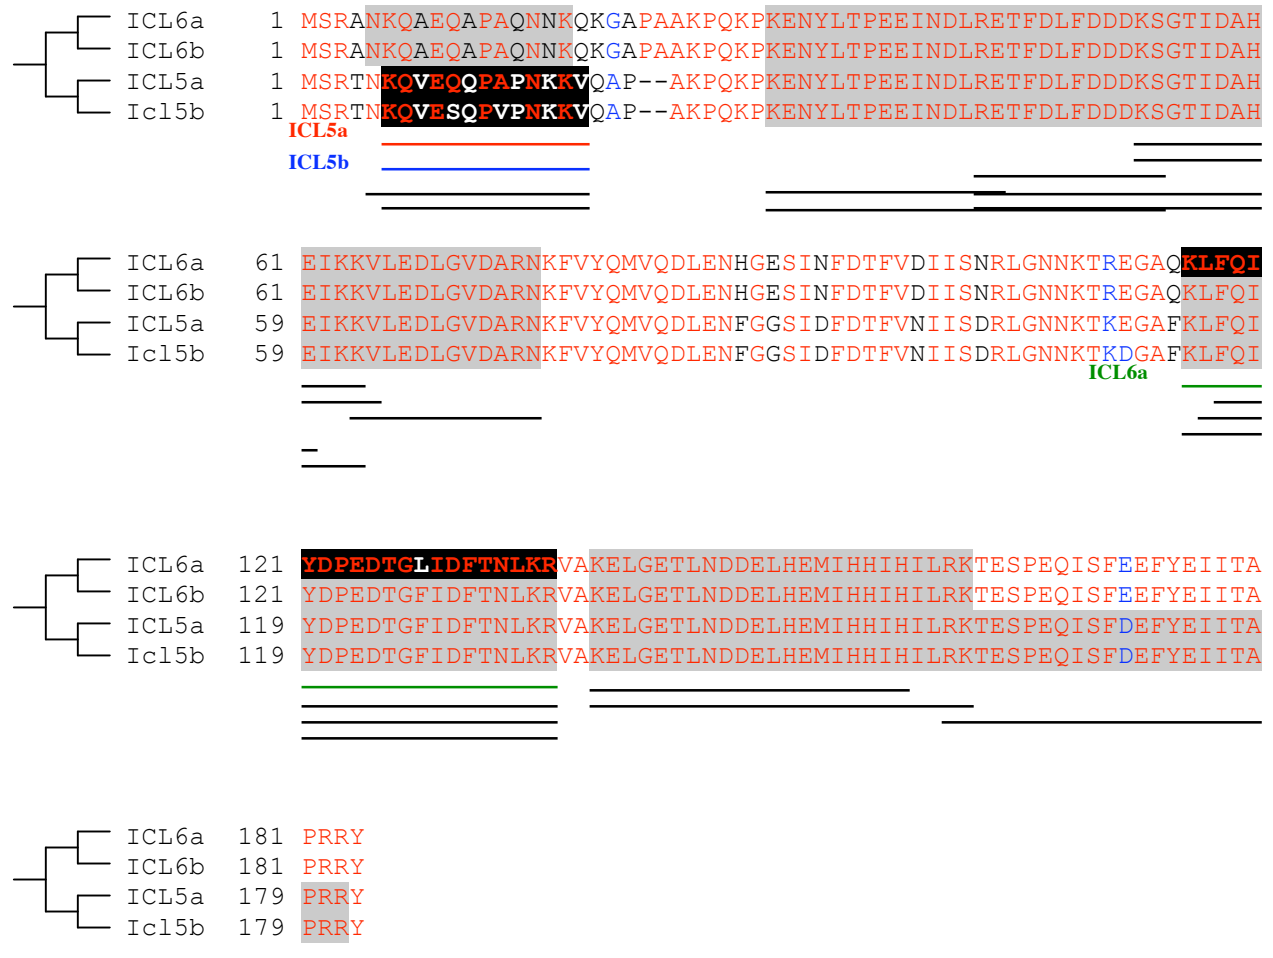 ICL6a 1 MSRANKQAEQAPAQNNKQKGAPAAKPQKPKENYLTPEEINDLRETFDLFDDDKSGTIDAH
ICL6b 1 MSRANKQAEQAPAQNNKQKGAPAAKPQKPKENYLTPEEINDLRETFDLFDDDKSGTIDAH
ICL5a 1 MSRTNKQVEQQPAPNKKVQAP--AKPQKPKENYLTPEEINDLRETFDLFDDDKSGTIDAH
Icl5b 1 MSRTNKQVESQPVPNKKVQAP--AKPQKPKENYLTPEEINDLRETFDLFDDDKSGTIDAH
ICL5a
ICL5b
ICL6a 61 EIKKVLEDLGVDARNKFVYQMVQDLENHGESINFDTFVDIISNRLGNNKTREGAQKLFQI
ICL6b 61 EIKKVLEDLGVDARNKFVYQMVQDLENHGESINFDTFVDIISNRLGNNKTREGAQKLFQI
ICL5a 59 EIKKVLEDLGVDARNKFVYQMVQDLENFGGSIDFDTFVNIISDRLGNNKTKEGAFKLFQI
Icl5b 59 EIKKVLEDLGVDARNKFVYQMVQDLENFGGSIDFDTFVNIISDRLGNNKTKDGAFKLFQI
ICL6a
ICL6a 121 YDPEDTGLIDFTNLKRVAKELGETLNDDELHEMIHHIHILRKTESPEQISFEEFYEIITA
ICL6b 121 YDPEDTGFIDFTNLKRVAKELGETLNDDELHEMIHHIHILRKTESPEQISFEEFYEIITA
ICL5a 119 YDPEDTGFIDFTNLKRVAKELGETLNDDELHEMIHHIHILRKTESPEQISFDEFYEIITA
Icl5b 119 YDPEDTGFIDFTNLKRVAKELGETLNDDELHEMIHHIHILRKTESPEQISFDEFYEIITA
ICL6a 181 PRRY
ICL6b 181 PRRY
ICL5a 179 PRRY
Icl5b 179 PRRY